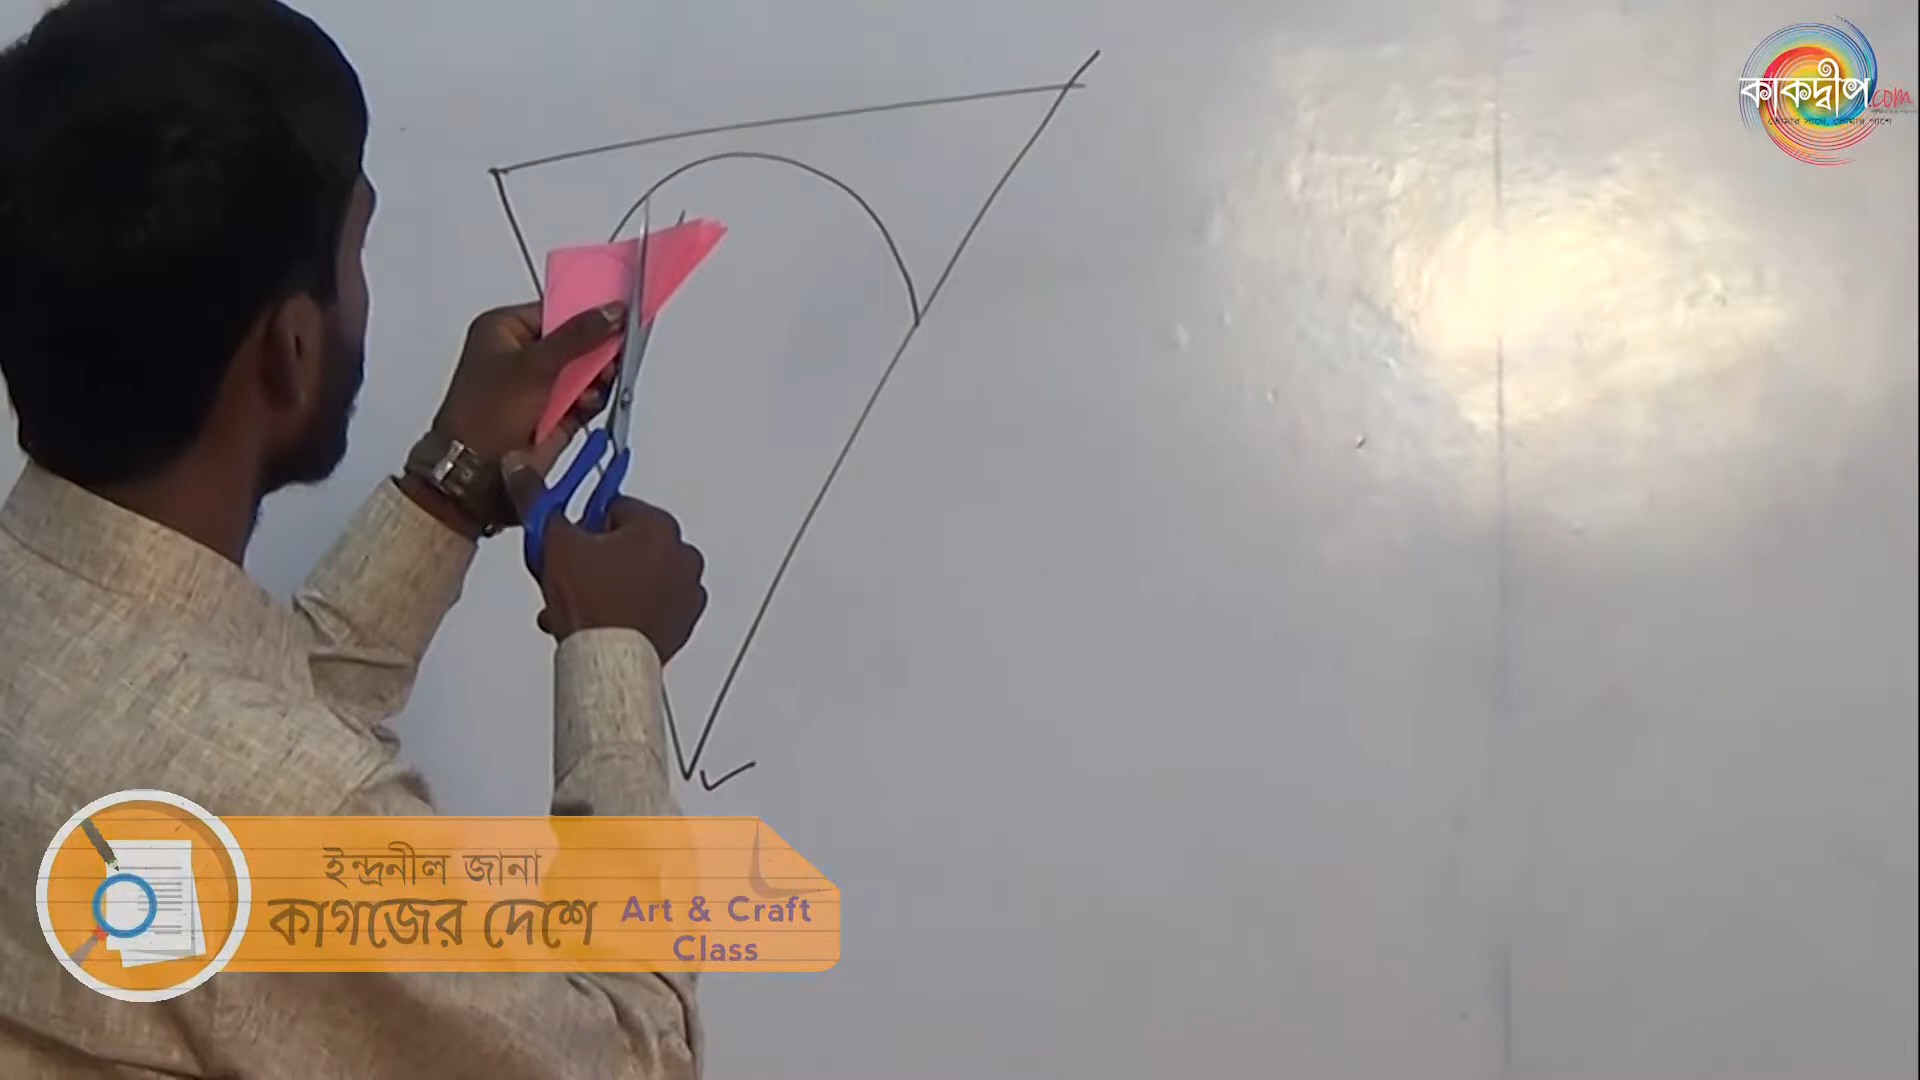 কাকদ্বীপ.com
তোমার সাথে, তোমার পাশে
ইন্দ্রনীল জানা
কাগজের দেশে
Art & Craft
Class